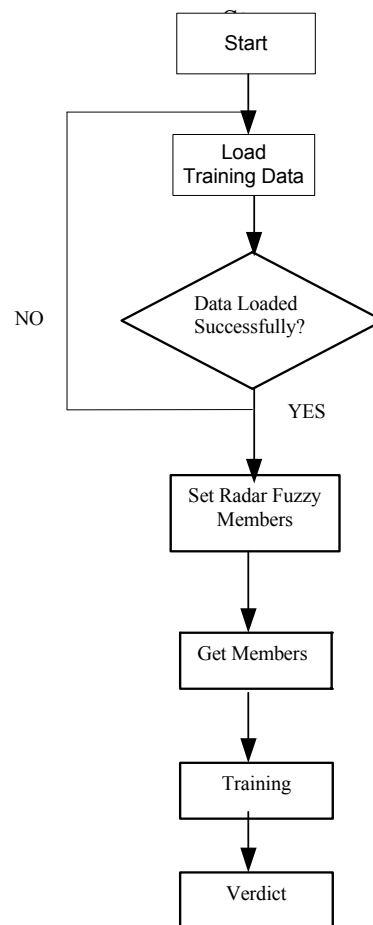 Start
Load
Training Data
Data Loaded
Successfully?
NO
YES
Set Radar Fuzzy
Members
Get Members
Training
Verdict